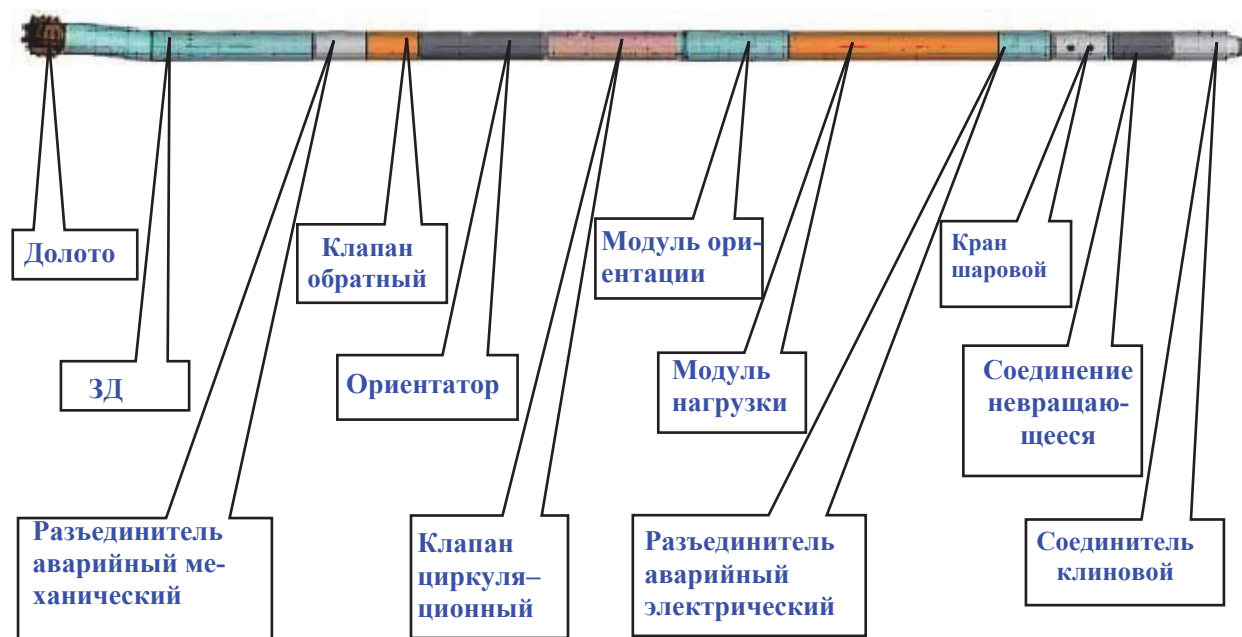 Долото
ЗД
Разъединитель
аварийный ме-
ханический
Клапан
обратный
Ориентатор
Клапан
циркуля–
ционный
Модуль ори-
ентации
Модуль
нагрузки
Разъединитель
аварийный
электрический
Кран
шаровой
Соединение
невращаю-
щееся
Соединитель
клиновой